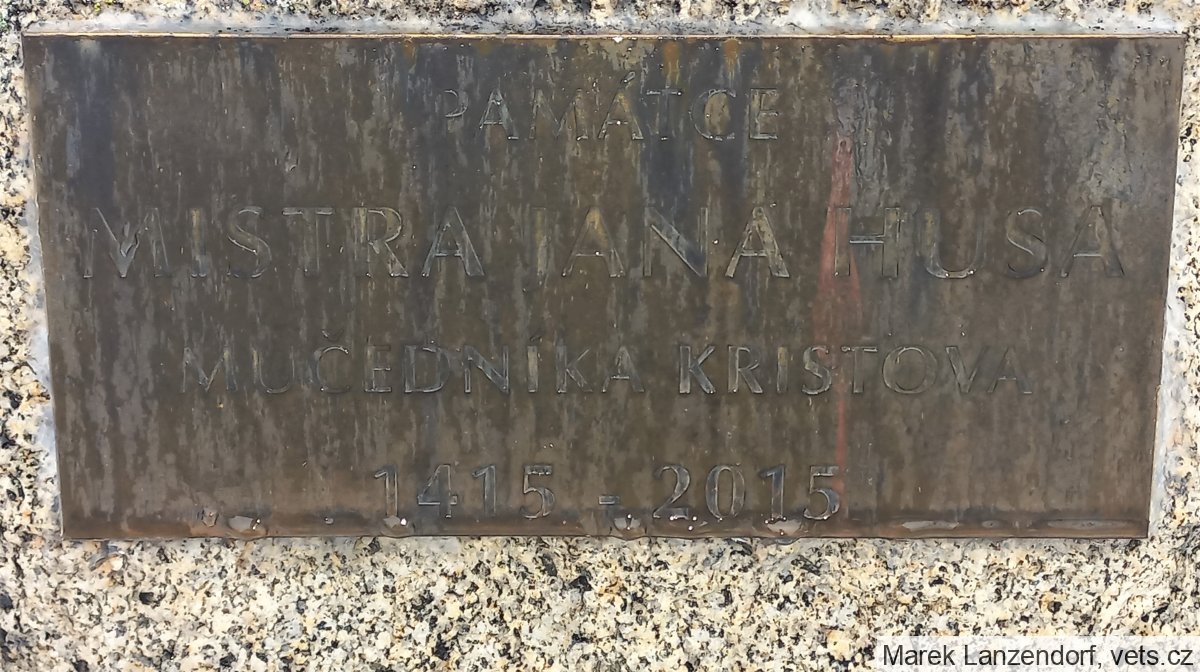 PAMÁTCE
MISTRA JANA HUSA
MUČEDNÍKA KRISTOVA
1415 - 2015
Marek Lanzendorf, vets.cz